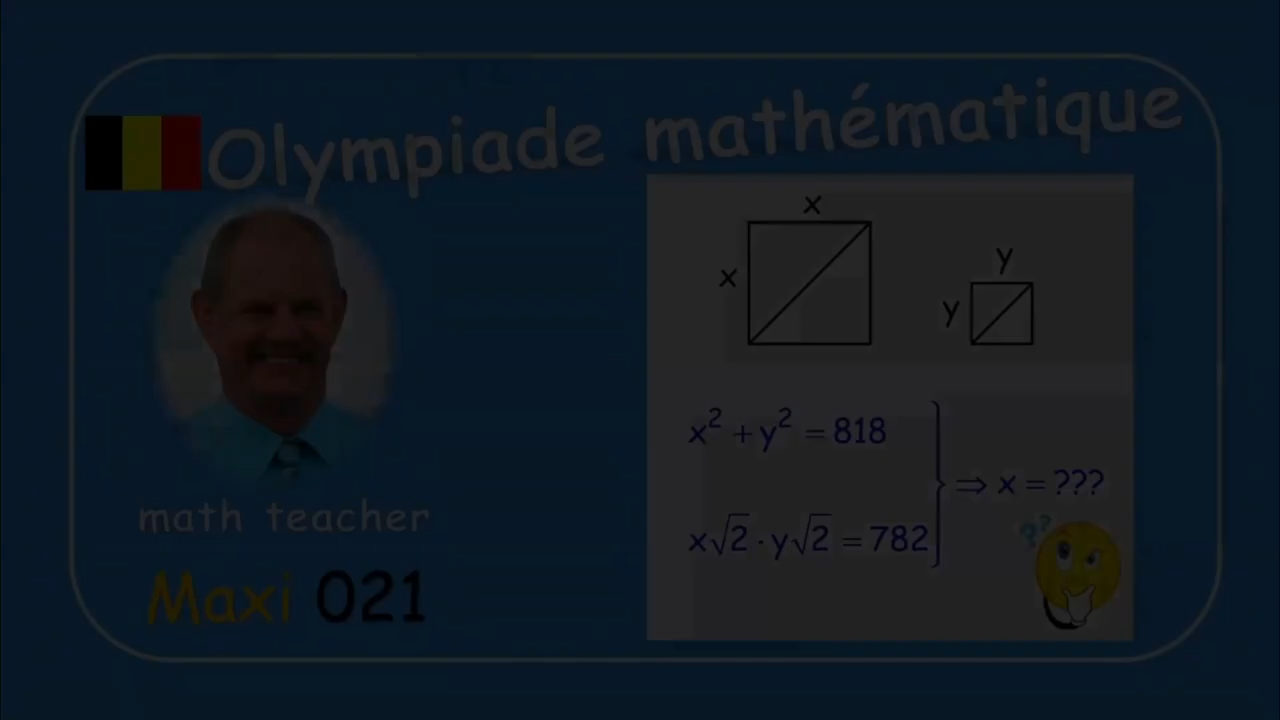 Olympiade mathématique
x
x
y
y
x² + y² = 818
⇒ x = ???
x√2 · y√2 = 782
??
math teacher
Maxi 021